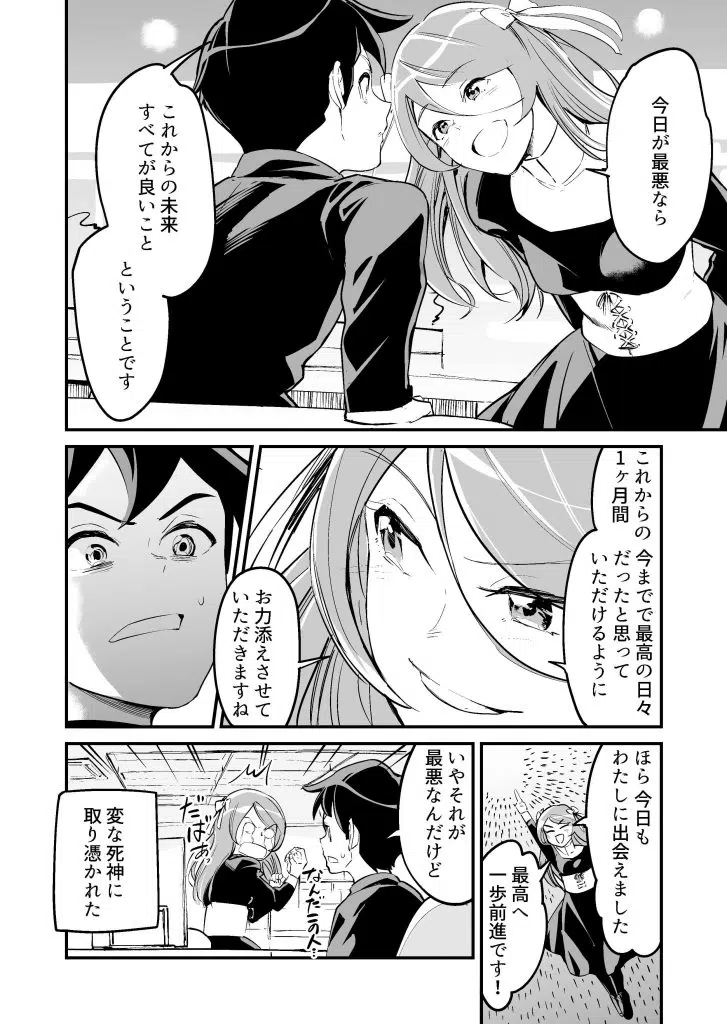 今日が最悪なら
これからの未来
すべてが良いこと
ということです
これからの
1ヶ月間
今までで最高の日々
だったと思って
いただけるように
お力添えさせて
いただきますね
ほら 今日も
わたしに出会えました
最高へ
一歩前進です！
いやそれが
最悪なんだけど
だばぁ
なんだこの人…
変な死神に
取り憑かれた